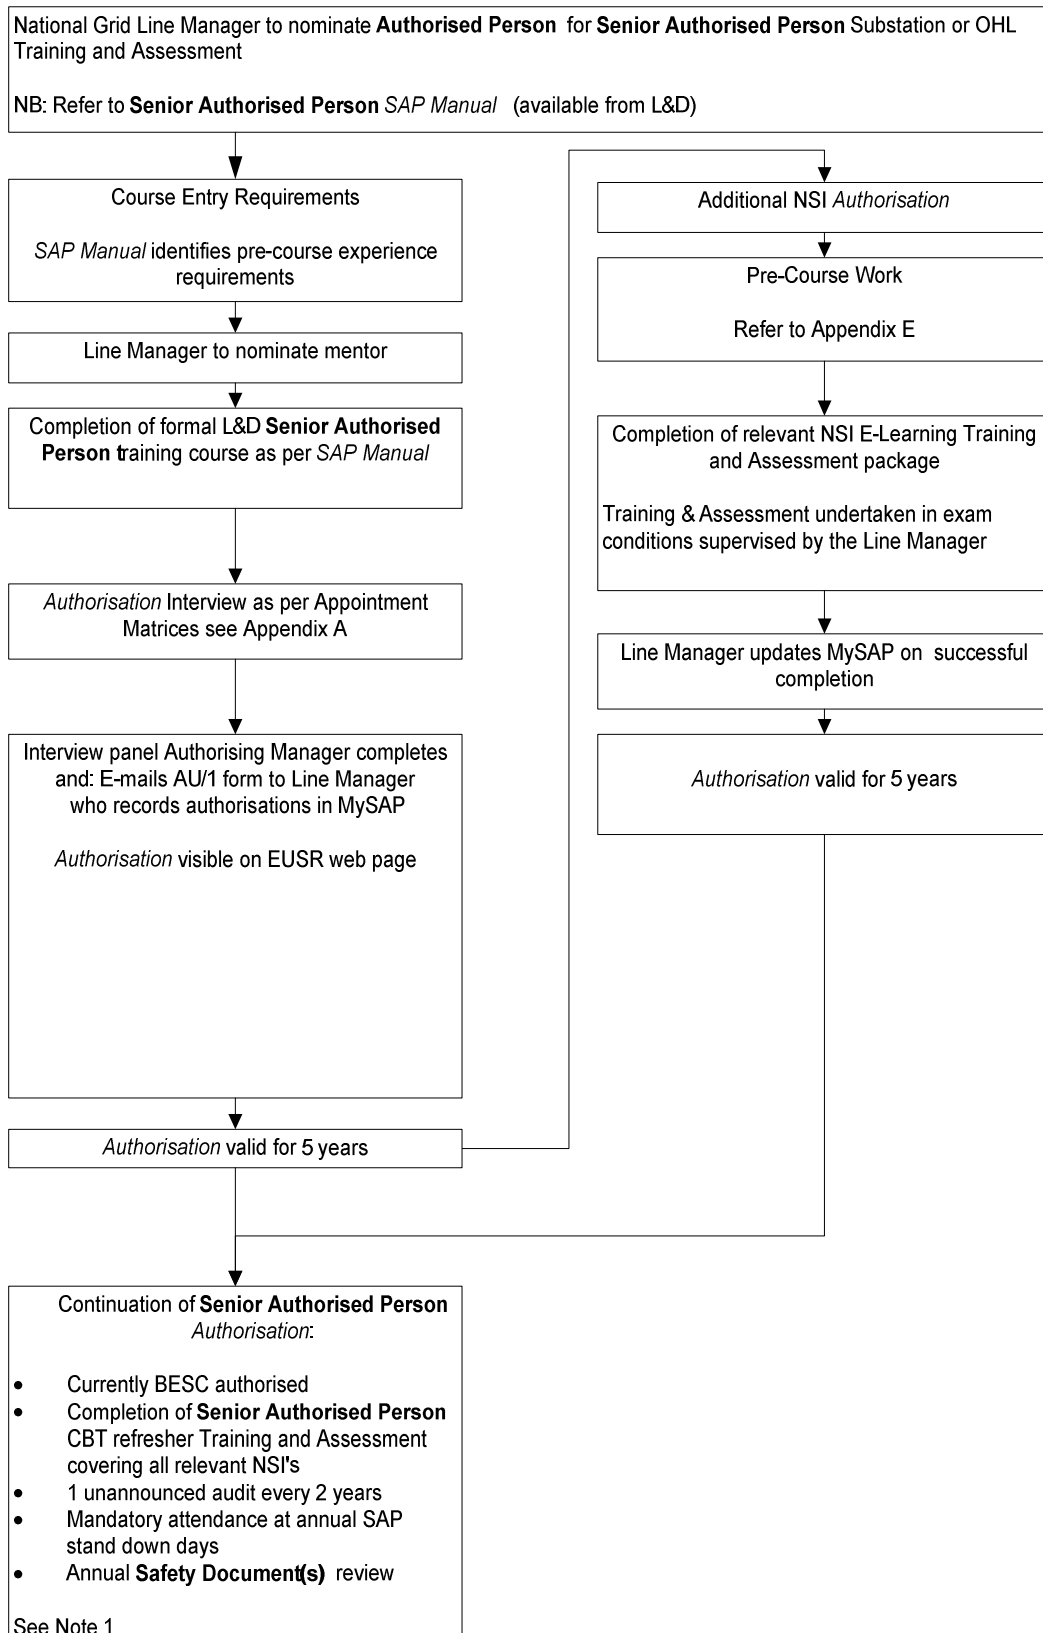 National Grid Line Manager to nominate Authorised Person for Senior Authorised Person Substation or OHL
Training and Assessment
NB: Refer to Senior Authorised Person SAP Manual (available from L&D)
Course Entry Requirements
SAP Manual identifies pre-course experience
requirements
Line Manager to nominate mentor
Completion of formal L&D Senior Authorised
Person training course as per SAP Manual
Authorisation Interview as per Appointment
Matrices see Appendix A
Interview panel Authorising Manager completes
and: E-mails AU/1 form to Line Manager
who records authorisations in MySAP
Authorisation visible on EUSR web page
Authorisation valid for 5 years
Additional NSI Authorisation
Pre-Course Work
Refer to Appendix E
Completion of relevant NSI E-Learning Training
and Assessment package
Training & Assessment undertaken in exam
conditions supervised by the Line Manager
Line Manager updates MySAP on successful
completion
Authorisation valid for 5 years
Continuation of Senior Authorised Person
Authorisation:
• Currently BESC authorised
• Completion of Senior Authorised Person
CBT refresher Training and Assessment
covering all relevant NSI's
• 1 unannounced audit every 2 years
• Mandatory attendance at annual SAP
stand down days
• Annual Safety Document(s) review
See Note 1